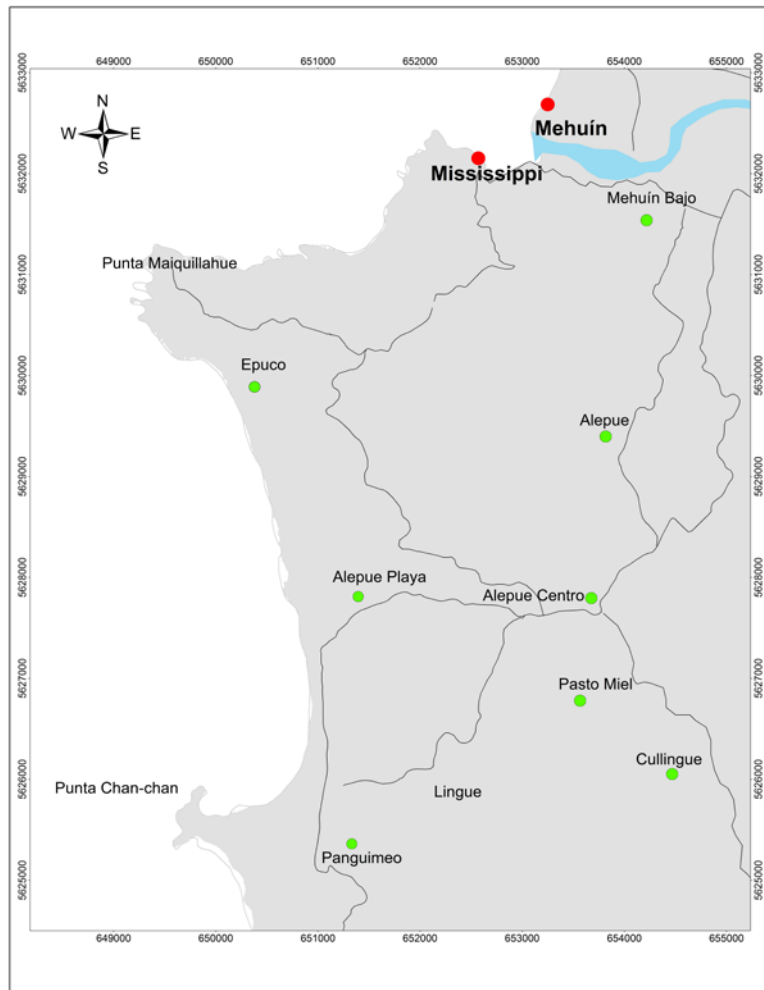 649000 650000 651000 652000 653000 654000 655000
5633000 5633000
N
W E
S
Mehuín
Mississippi
5632000 5632000
Mehuín Bajo
Punta Maiquillahue
5631000 5631000
Epuco
5630000 5630000
Alepue
5629000 5629000
Alepue Playa
5628000 5628000
Alepue Centro
Pasto Miel
5627000 5627000
Cullingue
5626000 5626000
Punta Chan-chan
Lingue
Panguimeo
5625000 5625000
649000 650000 651000 652000 653000 654000 655000